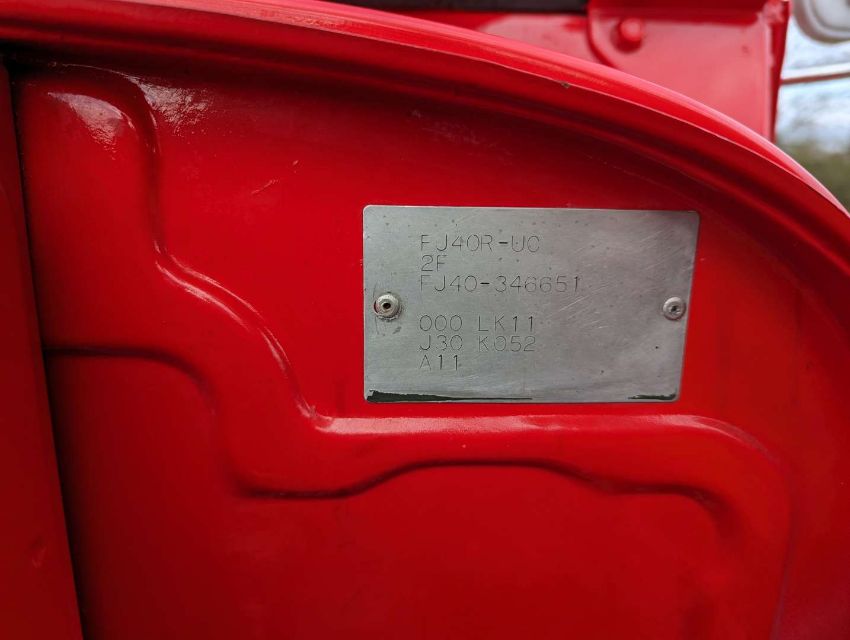 FJ40R-UC
2F
FJ40-346651
000 LK11
J30 K052
A11